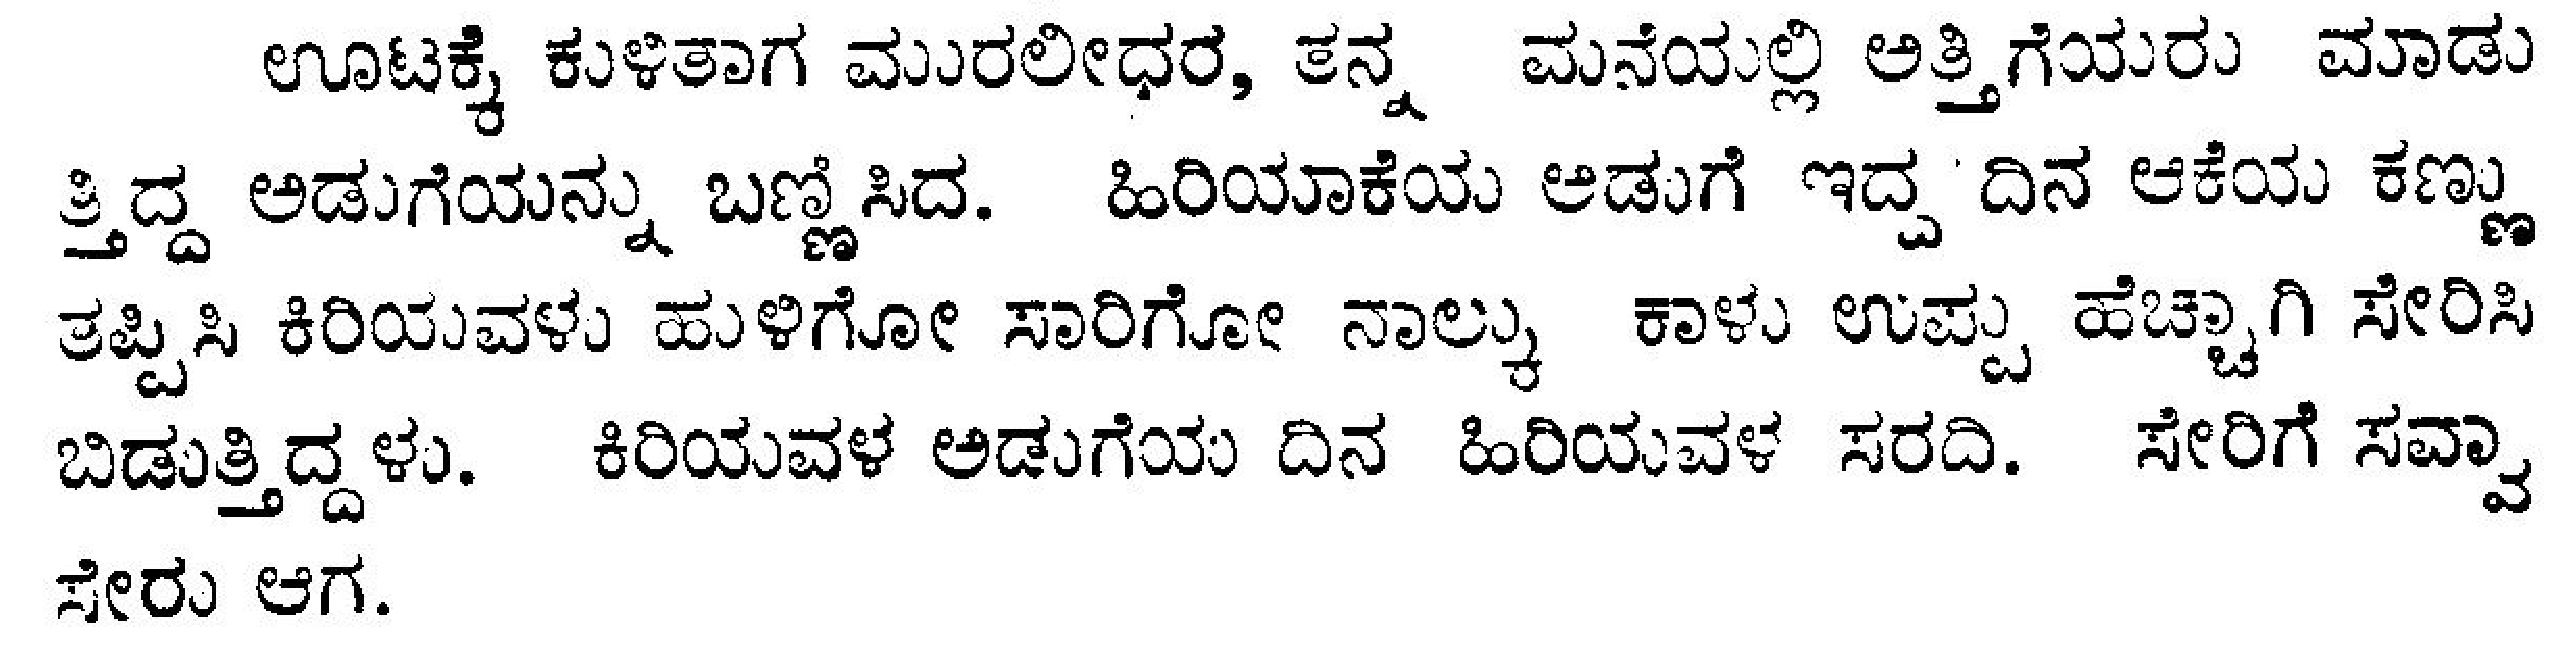 ಊಟಕ್ಕೆ ಕುಳಿತಾಗ ಮುರಲೀಧರ, ತನ್ನ ಮನೆಯಲ್ಲಿ ಅತ್ತಿಗೆಯರು ಮಾಡು
ತ್ತಿದ್ದ ಅಡುಗೆಯನ್ನು ಬಣ್ಣಿಸಿದ. ಹಿರಿಯಾಕೆಯ ಅಡುಗೆ ಇದ್ದ ದಿನ ಆಕೆಯ ಕಣ್ಣು
ತಪ್ಪಿಸಿ ಕಿರಿಯವಳು ಹುಳಿಗೋ ಸಾರಿಗೋ ನಾಲ್ಕು ಕಾಳು ಉಪ್ಪು ಹೆಚ್ಚಾಗಿ ಸೇರಿಸಿ
ಬಿಡುತ್ತಿದ್ದಳು. ಕಿರಿಯವಳ ಅಡುಗೆಯ ದಿನ ಹಿರಿಯವಳ ಸರದಿ. ಸೇರಿಗೆ ಸವ್ವಾ
ಸೇರು ಆಗ.